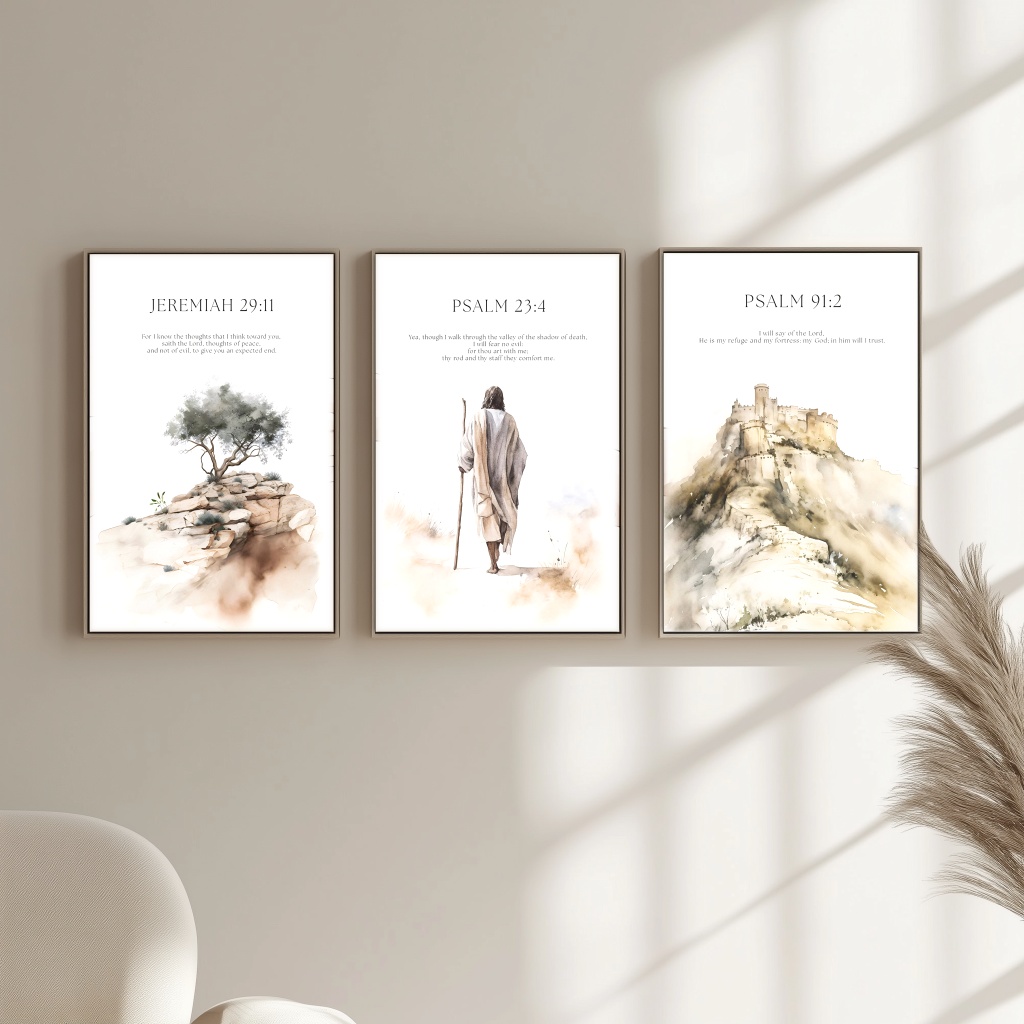 JEREMIAH 29:11
For I know the thoughts that I think toward you,
saith the Lord, thoughts of peace,
and not of evil, to give you an expected end.
PSALM 23:4
Yea, though I walk through the valley of the shadow of death,
I will fear no evil:
for thou art with me;
thy rod and thy staff they comfort me.
PSALM 91:2
I will say of the Lord,
He is my refuge and my fortress: my God; in him will I trust.